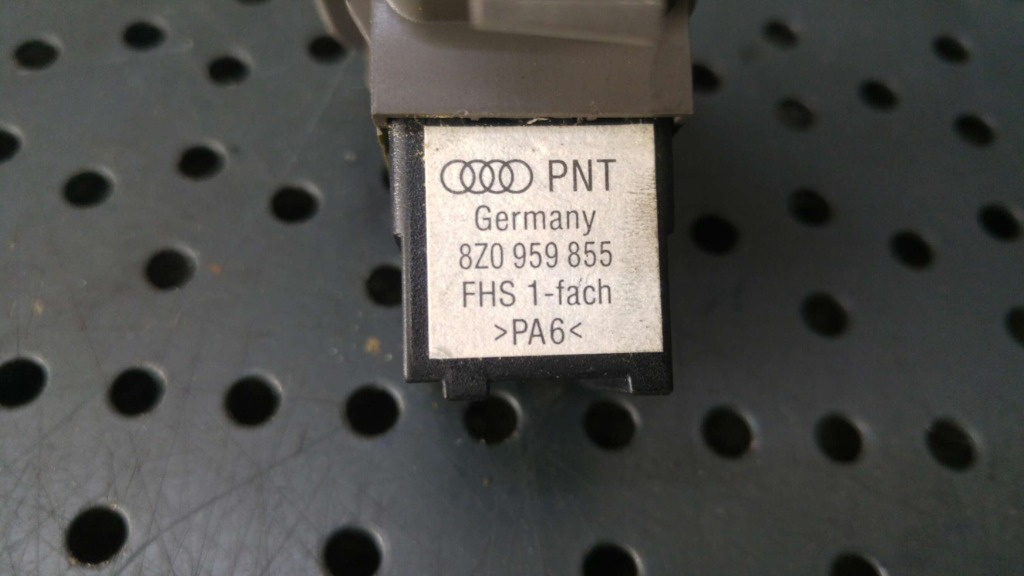 PNT
Germany
8Z0 959 855
FHS 1-fach
>PA6<